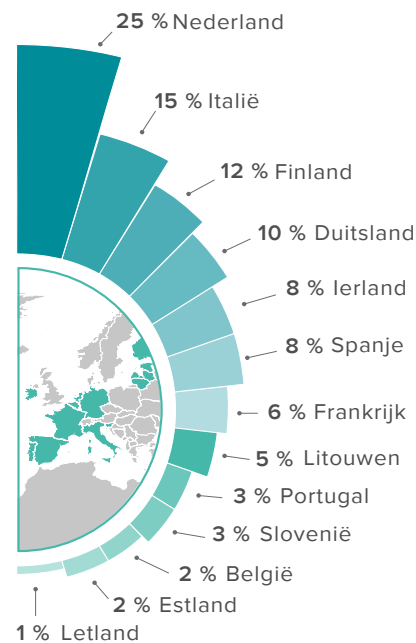 25 % Nederland
15 % Italië
12 % Finland
10 % Duitsland
8 % Ierland
8 % Spanje
6 % Frankrijk
5 % Litouwen
3 % Portugal
3 % Slovenië
2 % België
2 % Estland
1 % Letland